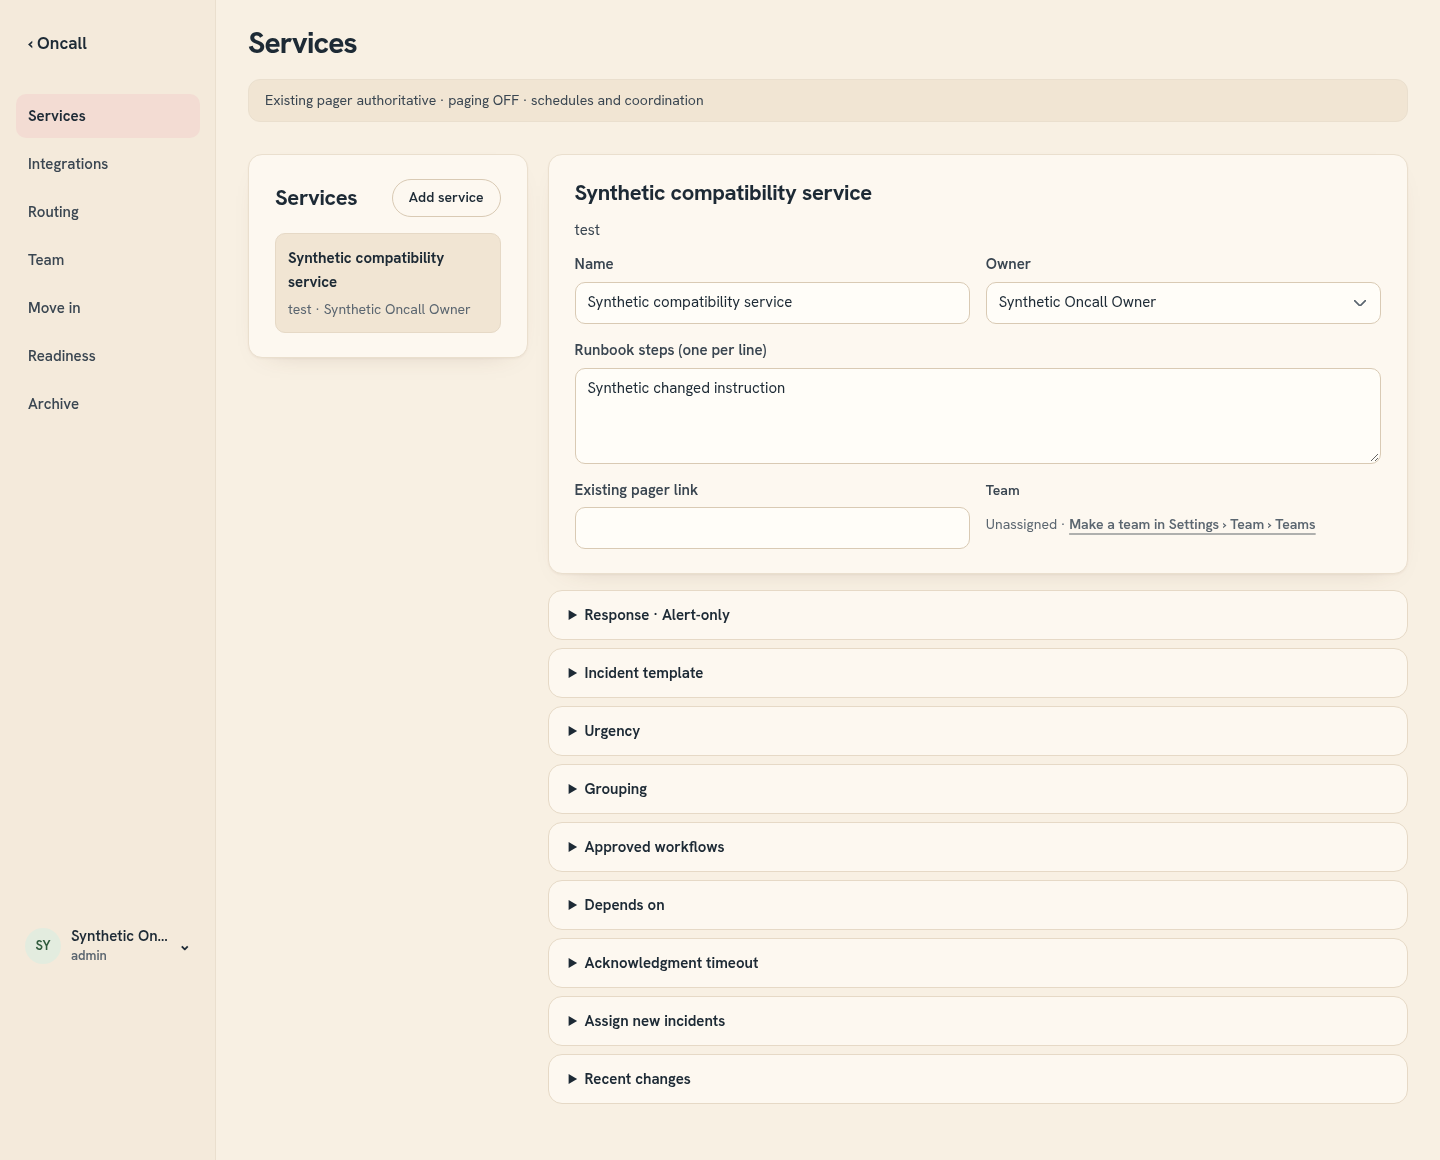 ‹ Oncall
Services
Integrations
Routing
Team
Move in
Readiness
Archive
SY
Synthetic On...
admin
Services
Existing pager authoritative · paging OFF · schedules and coordination
Services
Add service
Synthetic compatibility
service
test · Synthetic Oncall Owner
Synthetic compatibility service
test
Name
Owner
Synthetic compatibility service
Synthetic Oncall Owner
Runbook steps (one per line)
Synthetic changed instruction
Existing pager link
Team
Unassigned · Make a team in Settings › Team › Teams
Response · Alert-only
Incident template
Urgency
Grouping
Approved workflows
Depends on
Acknowledgment timeout
Assign new incidents
Recent changes